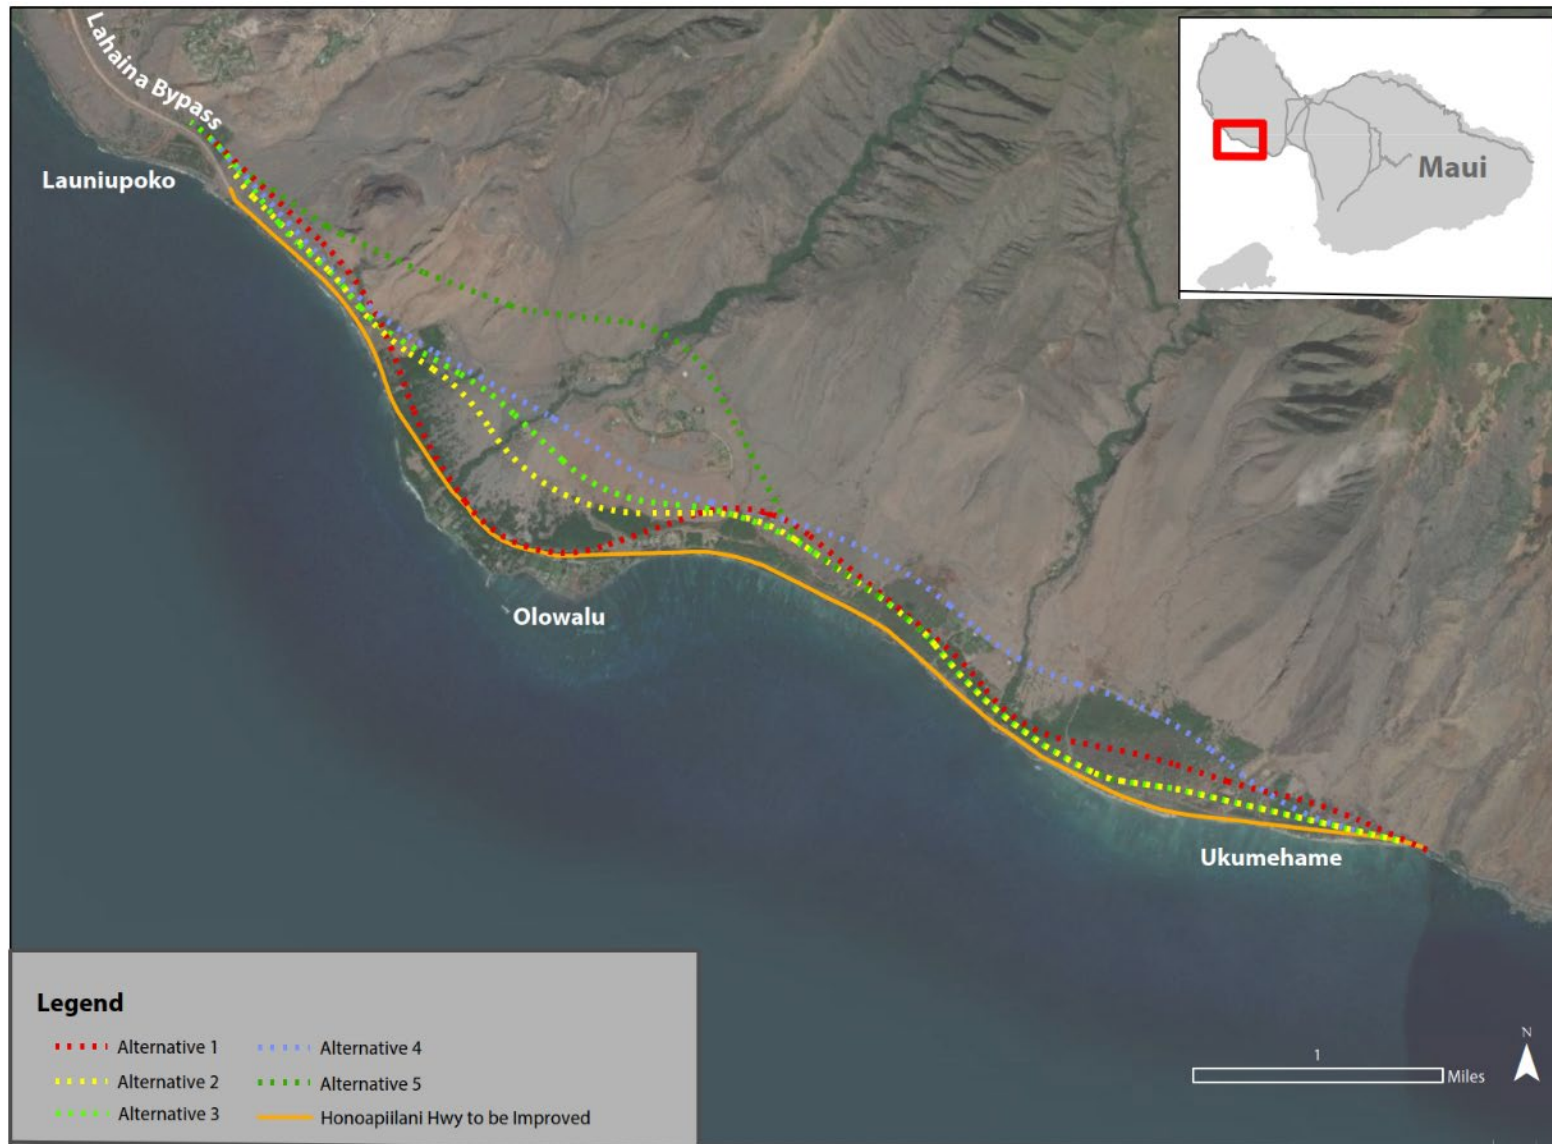 Lahaina Bypass
Launiupoko
Maui
Olowalu
Ukumehame
Legend
Alternative 1
Alternative 4
Alternative 2
Alternative 5
Alternative 3
Honoapiilani Hwy to be Improved
1
Miles
N